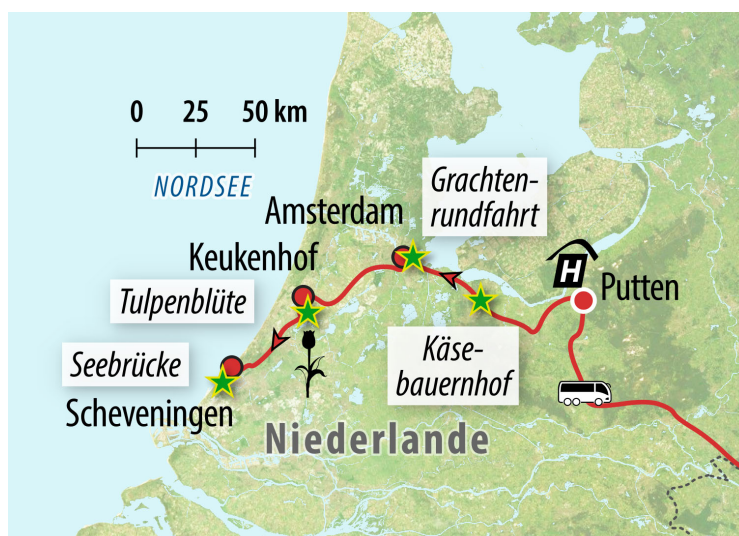 0 25 50 km
NORDSEE
Grachten-
rundfahrt
Amsterdam
Keukenhof
H
Putten
Tulpenblüte
Käse-
bauernhof
Seebrücke
Scheveningen
Niederlande